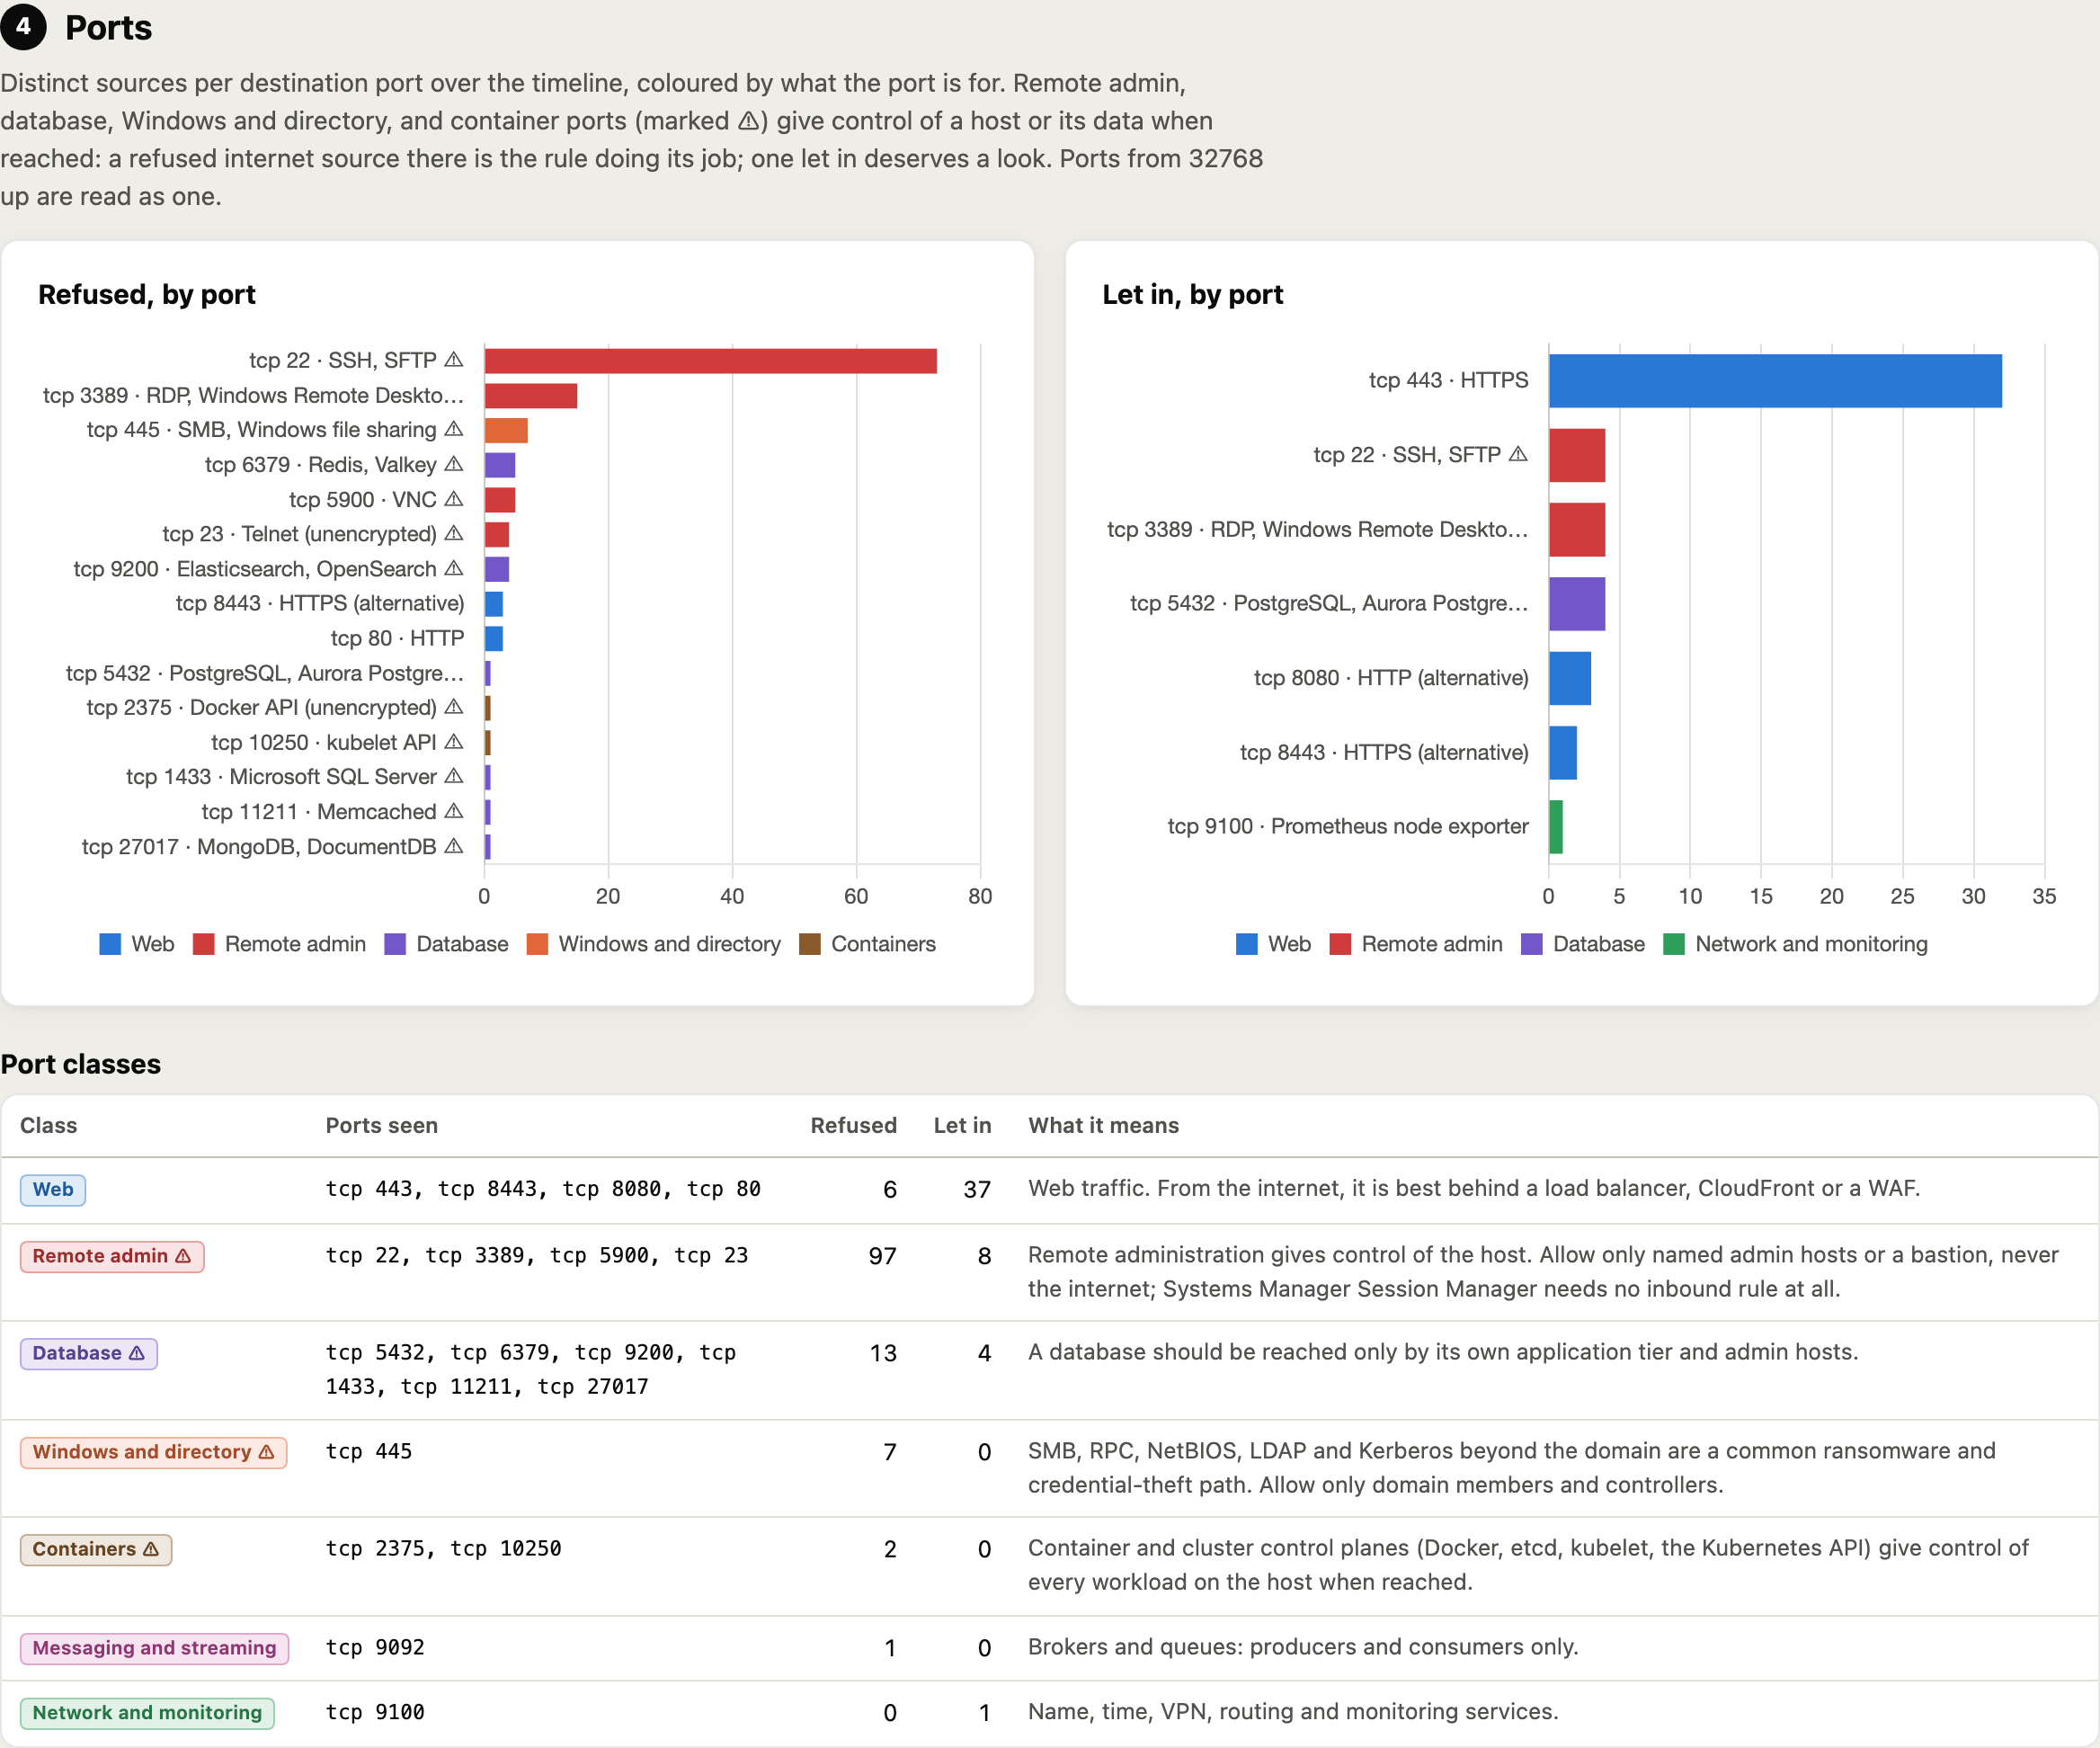 4 Ports
Distinct sources per destination port over the timeline, coloured by what the port is for. Remote admin,
database, Windows and directory, and container ports (marked ⚠) give control of a host or its data when
reached: a refused internet source there is the rule doing its job; one let in deserves a look. Ports from 32768
up are read as one.
Refused, by port
tcp 22 · SSH, SFTP ⚠
tcp 3389 · RDP, Windows Remote Deskto…
tcp 445 · SMB, Windows file sharing ⚠
tcp 6379 · Redis, Valkey ⚠
tcp 5900 · VNC ⚠
tcp 23 · Telnet (unencrypted) ⚠
tcp 9200 · Elasticsearch, OpenSearch ⚠
tcp 8443 · HTTPS (alternative)
tcp 80 · HTTP
tcp 5432 · PostgreSQL, Aurora Postgre…
tcp 2375 · Docker API (unencrypted) ⚠
tcp 10250 · kubelet API ⚠
tcp 1433 · Microsoft SQL Server ⚠
tcp 11211 · Memcached ⚠
tcp 27017 · MongoDB, DocumentDB ⚠
0 20 40 60 80
Web Remote admin Database Windows and directory Containers
Let in, by port
tcp 443 · HTTPS
tcp 22 · SSH, SFTP ⚠
tcp 3389 · RDP, Windows Remote Deskto…
tcp 5432 · PostgreSQL, Aurora Postgre…
tcp 8080 · HTTP (alternative)
tcp 8443 · HTTPS (alternative)
tcp 9100 · Prometheus node exporter
0 5 10 15 20 25 30 35
Web Remote admin Database Network and monitoring
Port classes
Class Ports seen Refused Let in What it means
Web tcp 443, tcp 8443, tcp 8080, tcp 80 6 37 Web traffic. From the internet, it is best behind a load balancer, CloudFront or a WAF.
Remote admin ⚠ tcp 22, tcp 3389, tcp 5900, tcp 23 97 8 Remote administration gives control of the host. Allow only named admin hosts or a bastion, never
the internet; Systems Manager Session Manager needs no inbound rule at all.
Database ⚠ tcp 5432, tcp 6379, tcp 9200, tcp 13 4 A database should be reached only by its own application tier and admin hosts.
1433, tcp 11211, tcp 27017
Windows and directory ⚠ tcp 445 7 0 SMB, RPC, NetBIOS, LDAP and Kerberos beyond the domain are a common ransomware and
credential-theft path. Allow only domain members and controllers.
Containers ⚠ tcp 2375, tcp 10250 2 0 Container and cluster control planes (Docker, etcd, kubelet, the Kubernetes API) give control of
every workload on the host when reached.
Messaging and streaming tcp 9092 1 0 Brokers and queues: producers and consumers only.
Network and monitoring tcp 9100 0 1 Name, time, VPN, routing and monitoring services.